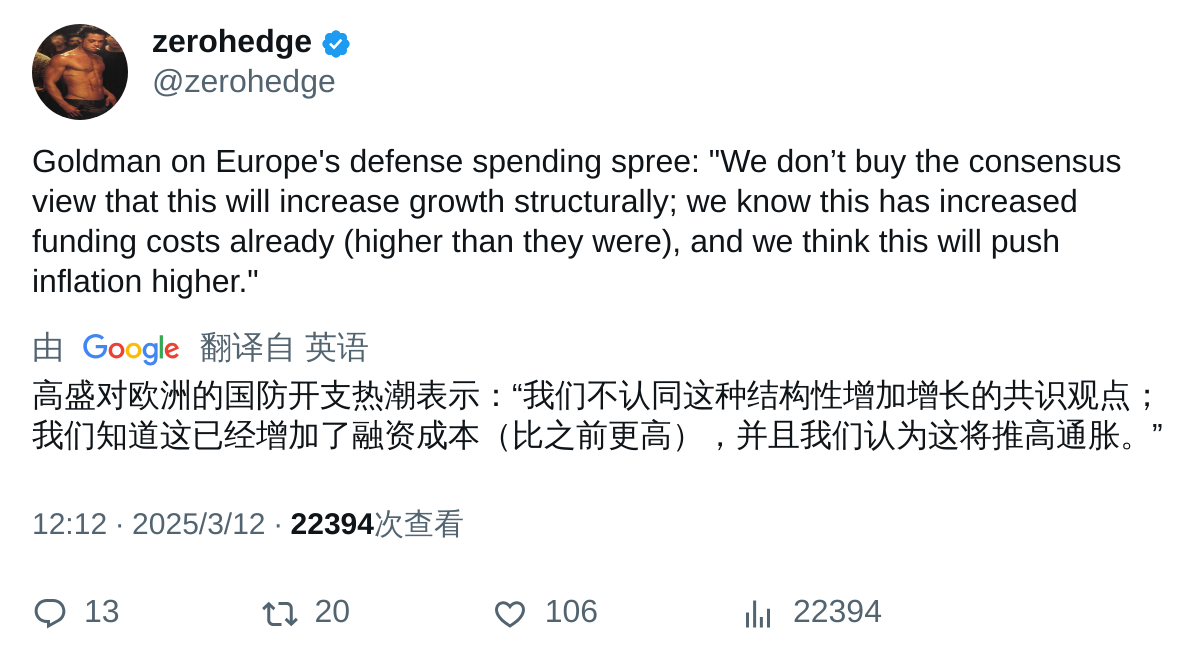 zerohedge
@zerohedge
Goldman on Europe's defense spending spree: "We don’t buy the consensus
view that this will increase growth structurally; we know this has increased
funding costs already (higher than they were), and we think this will push
inflation higher."
由 Google 翻译自 英语
高盛对欧洲的国防开支热潮表示：“我们不认同这种结构性增加增长的共识观点；
我们知道这已经增加了融资成本（比之前更高），并且我们认为这将推高通胀。”
12:12 · 2025/3/12 · 22394次查看
13 20 106 22394